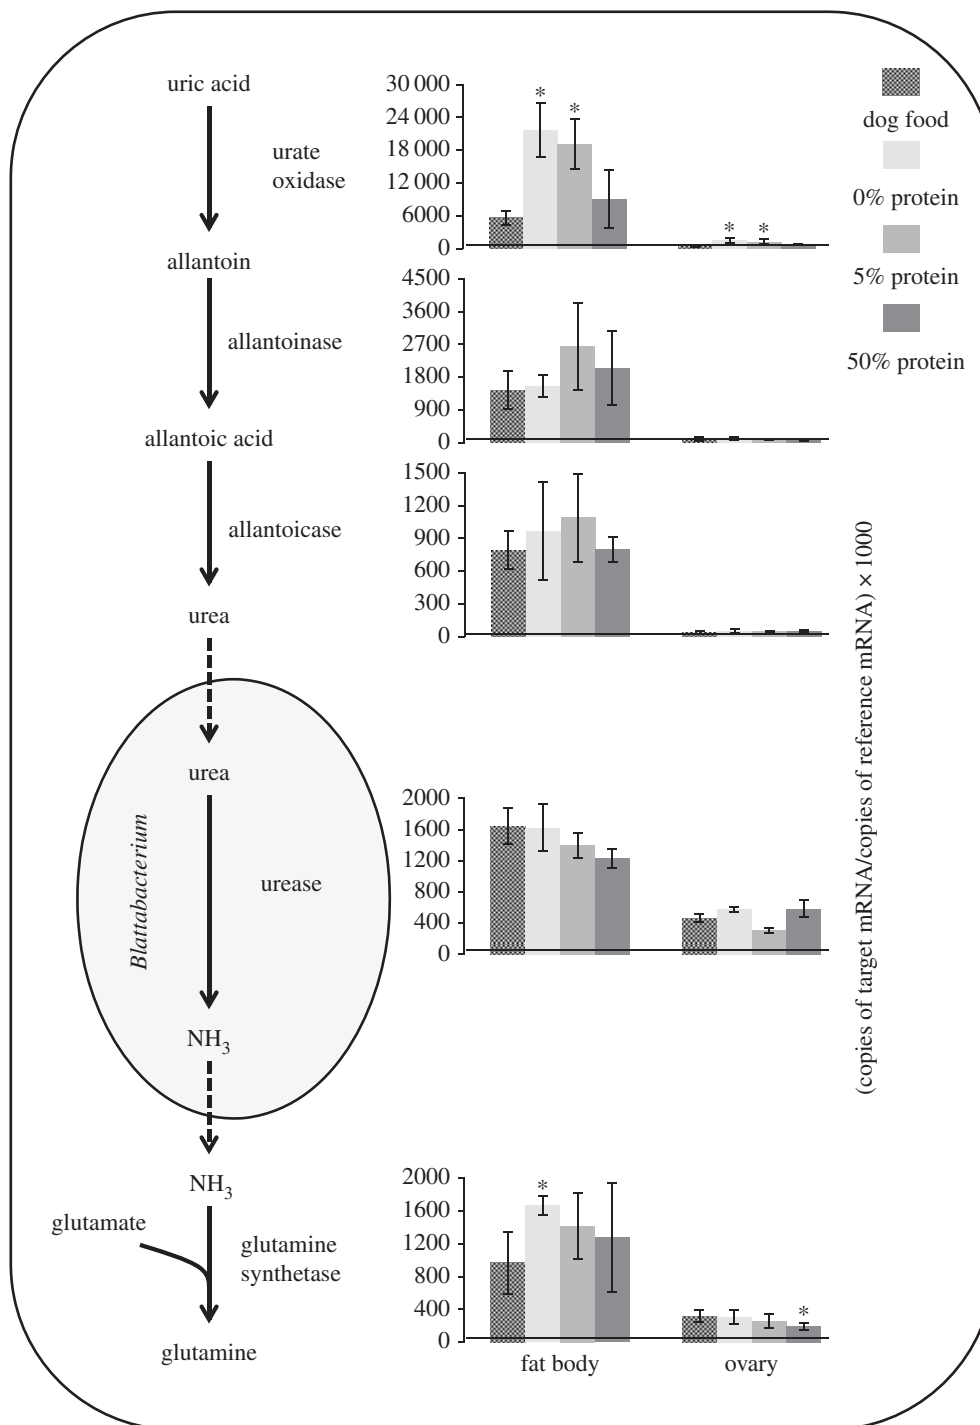 uric acid
urate
oxidase
allantoin
allantoinase
allantoic acid
allantoicase
urea
urea
Blattabacterium
urease
NH3
NH3
glutamate
glutamine
synthetase
glutamine
30 000
24 000
18 000
12 000
6000
0
* *
* *
4500
3600
2700
1800
900
0
1500
1200
900
600
300
0
2000
1600
1200
800
400
0
2000
1600
1200
800
400
0
*
*
fat body
ovary
dog food
0% protein
5% protein
50% protein
(copies of target mRNA/copies of reference mRNA) × 1000